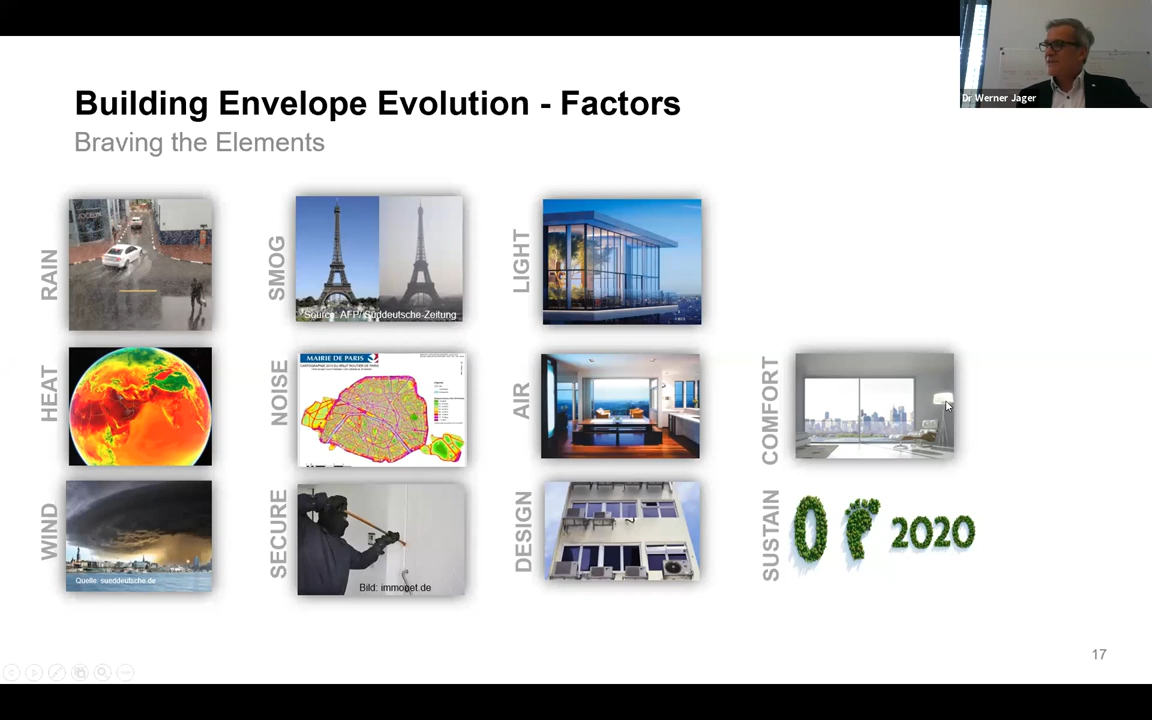 Dr Werner Jager
Building Envelope Evolution - Factors
Braving the Elements
RAIN
SMOG
Source: AFP/ Süddeutsche-Zeitung
LIGHT
HEAT
NOISE
MAIRIE DE PARIS
AIR
COMFORT
WIND
Quelle: sueddeutsche.de
SECURE
Bild: immonet.de
DESIGN
SUSTAIN
0
2020
17